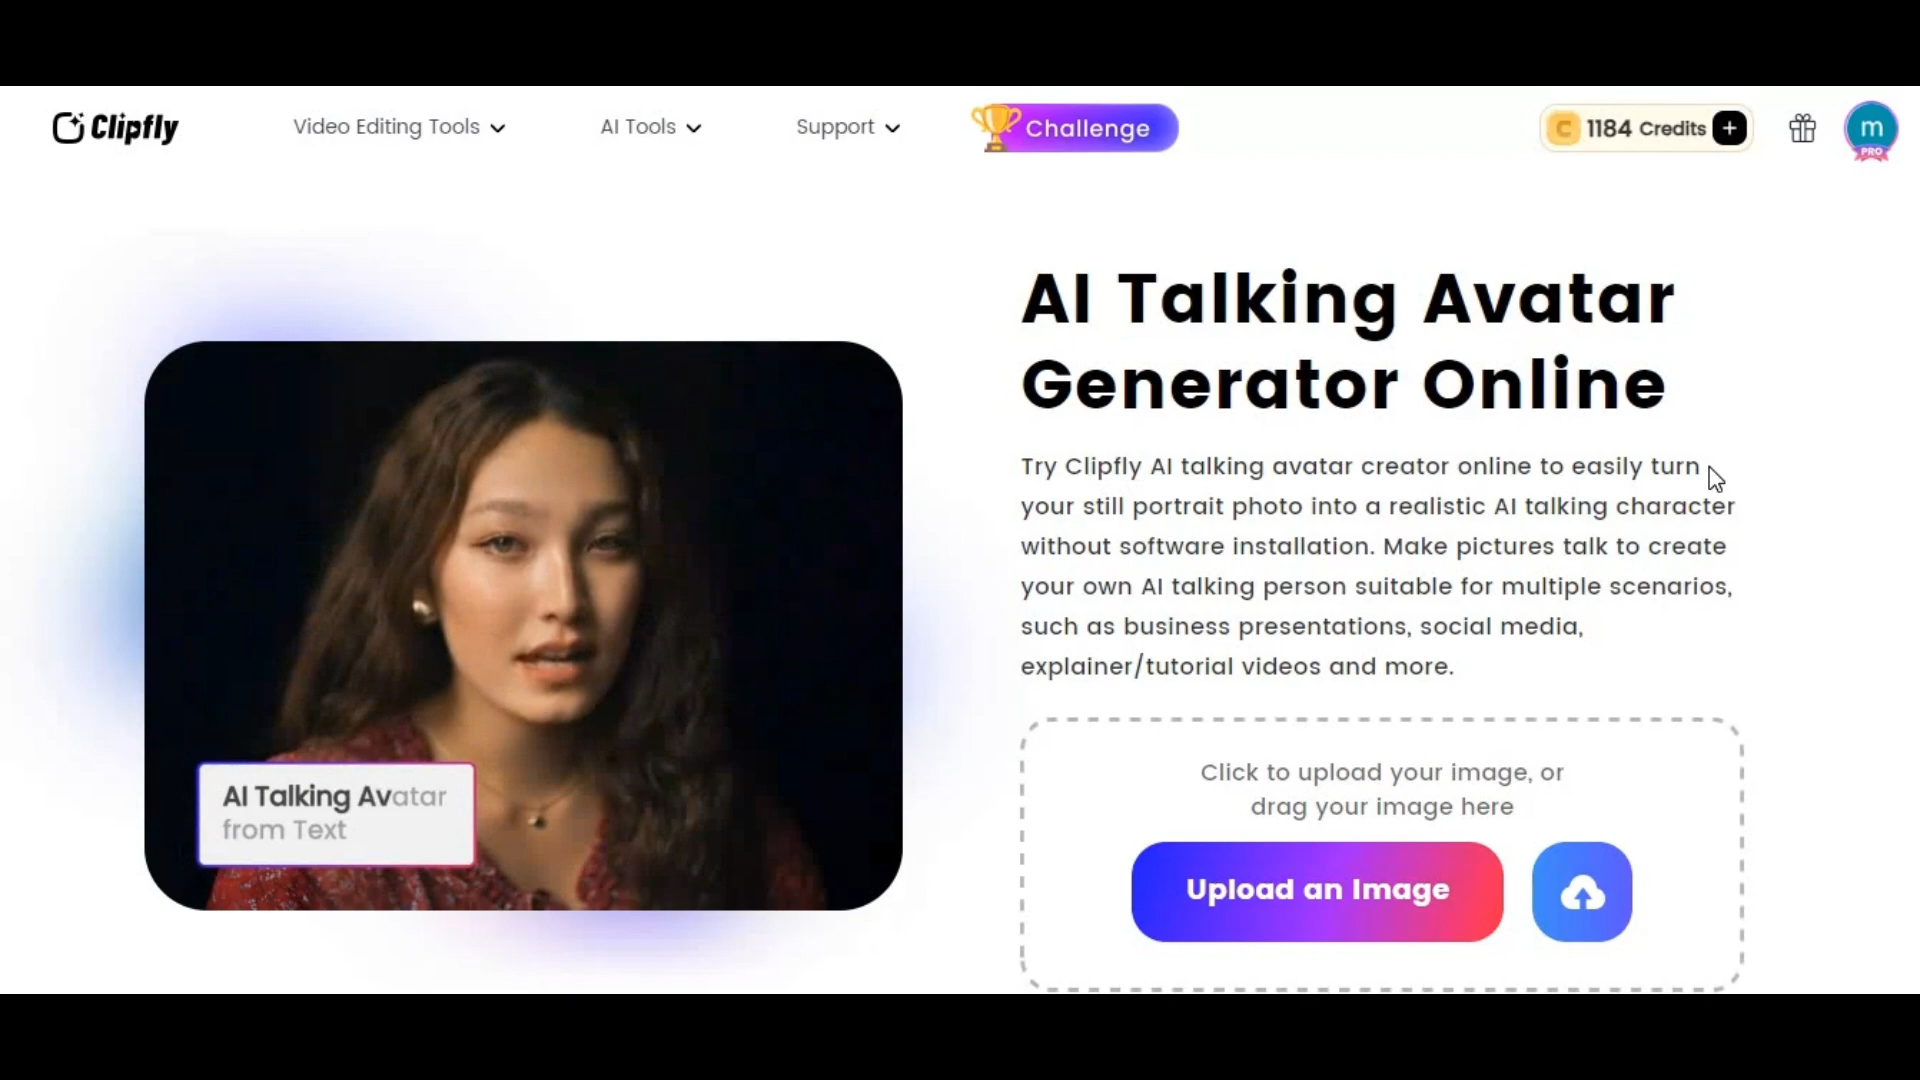 Clipfly
Video Editing Tools
AI Tools
Support
Challenge
C 1184 Credits +
m
PRO
AI Talking Avatar
Generator Online
Try Clipfly AI talking avatar creator online to easily turn
your still portrait photo into a realistic AI talking character
without software installation. Make pictures talk to create
your own AI talking person suitable for multiple scenarios,
such as business presentations, social media,
explainer/tutorial videos and more.
AI Talking Avatar
from Text
Click to upload your image, or
drag your image here
Upload an Image